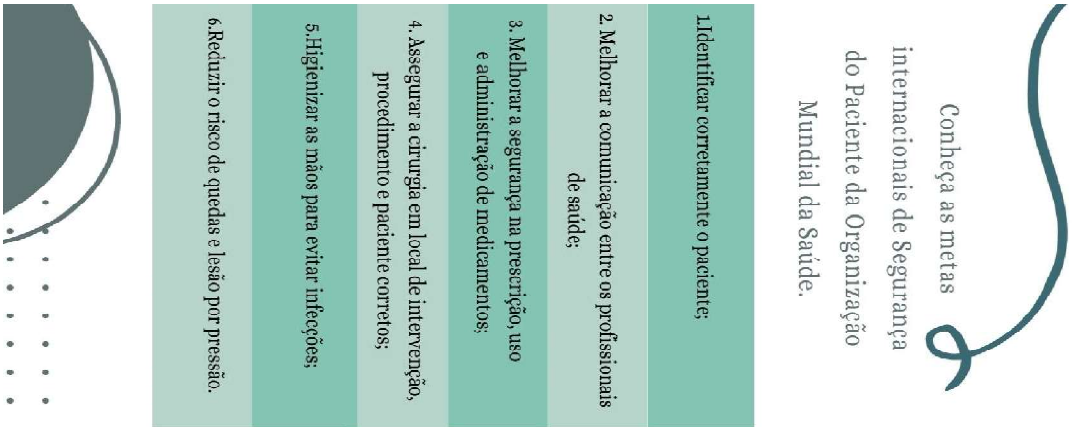 Conheça as metas
internacionais de Segurança
do Paciente da Organização
Mundial da Saúde.
1.Identificar corretamente o paciente;
2. Melhorar a comunicação entre os profissionais
de saúde;
3. Melhorar a segurança na prescrição, uso
e administração de medicamentos;
4. Assegurar a cirurgia em local de intervenção,
procedimento e paciente corretos;
5.Higienizar as mãos para evitar infecções;
6.Reduzir o risco de quedas e lesão por pressão.